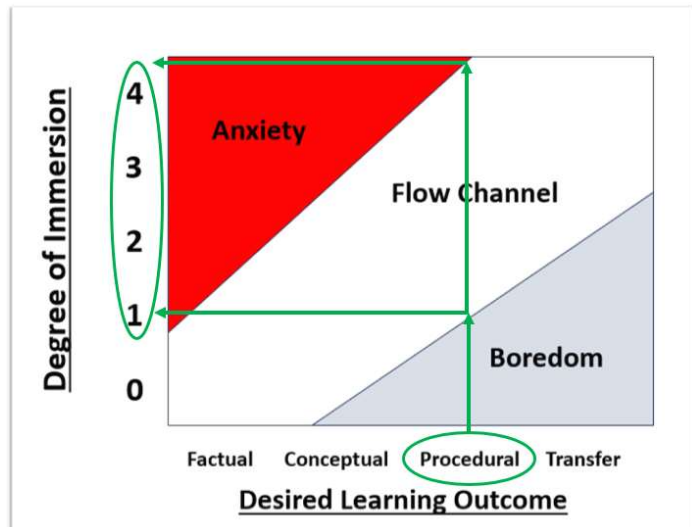 Degree of Immersion
4
3
2
1
0
Anxiety
Flow Channel
Boredom
Factual Conceptual Procedural Transfer
Desired Learning Outcome